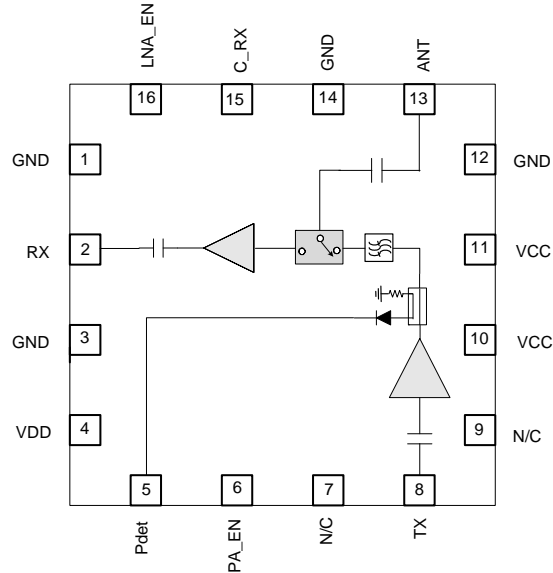 LNA_EN
C_RX
GND
ANT
16
15
14
13
GND
1
12
GND
RX
2
11
VCC
GND
3
10
VCC
VDD
4
9
N/C
5
6
7
8
Pdet
PA_EN
N/C
TX